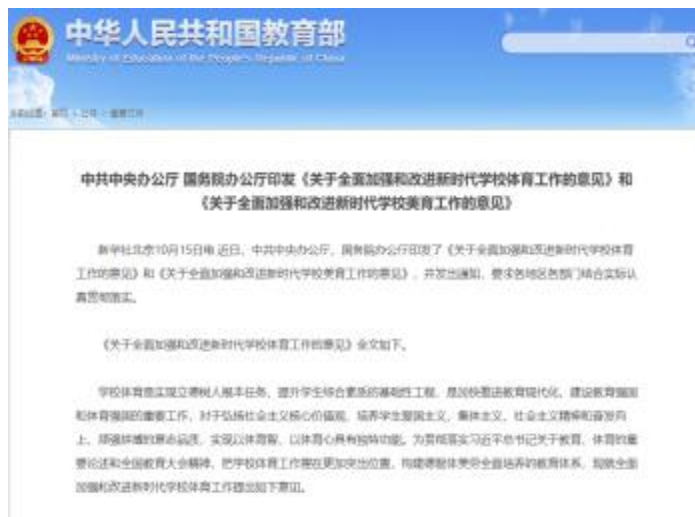 中华人民共和国教育部
Ministry of Education of the People's Republic of China
当前位置: 首页 > 公开 >
中共中央办公厅 国务院办公厅印发《关于全面加强和改进新时代学校体育工作的意见》和
《关于全面加强和改进新时代学校美育工作的意见》
新华社北京10月15日电 近日，中共中央办公厅、国务院办公厅印发了《关于全面加强和改进新时代学校体育
工作的意见》和《关于全面加强和改进新时代学校美育工作的意见》，并发出通知，要求各地区各部门结合实际认
真贯彻落实。
《关于全面加强和改进新时代学校体育工作的意见》全文如下。
学校体育是实现立德树人根本任务、提升学生综合素质的基础性工程，是加快推进教育现代化、建设教育强国
和体育强国的重要工作，对于弘扬社会主义核心价值观，培养学生爱国主义、集体主义、社会主义精神和奋发向
上、顽强拼搏的意志品质，实现以体育智、以体育心具有独特功能。为贯彻落实习近平总书记关于教育、体育的重
要论述和全国教育大会精神，把学校体育工作摆在更加突出位置，构建德智体美劳全面培养的教育体系，现就全面
加强和改进新时代学校体育工作提出如下意见。